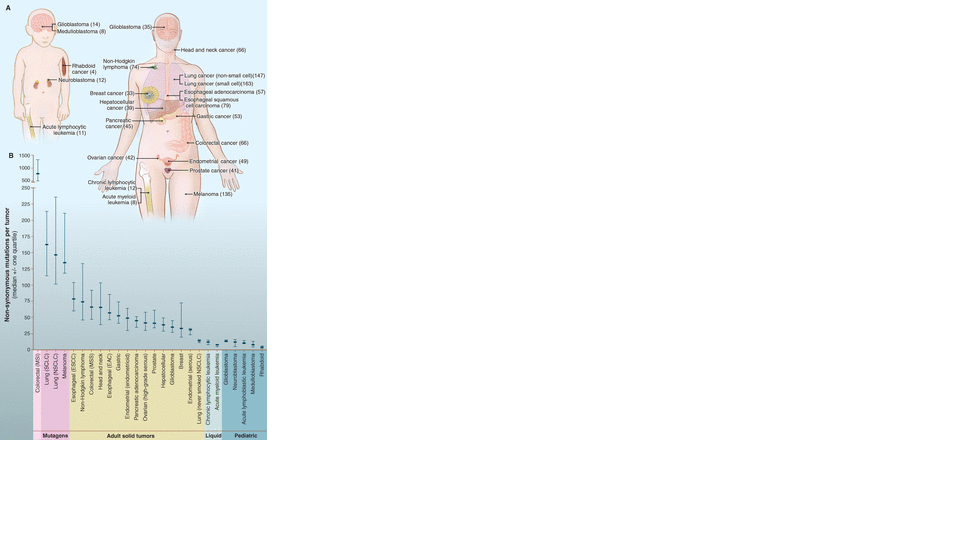 A
Glioblastoma (14)
Medulloblastoma (8)
Rhabdoid
cancer (4)
Neuroblastoma (12)
Acute lymphocytic
leukemia (11)
Glioblastoma (35)
Head and neck cancer (66)
Non-Hodgkin
lymphoma (74)
Lung cancer (non-small cell)(147)
Lung cancer (small cell)(163)
Esophageal adenocarcinoma (57)
Esophageal squamous
cell carcinoma (79)
Breast cancer (33)
Hepatocellular
cancer (39)
Gastric cancer (53)
Pancreatic
cancer (45)
Colorectal cancer (66)
Ovarian cancer (42)
Endometrial cancer (49)
Prostate cancer (41)
Chronic lymphocytic
leukemia (12)
Acute myeloid
leukemia (8)
Melanoma (135)
B
Non-synonymous mutations per tumor
(median +/- one quartile)
1500
1000
500
250
225
200
175
150
125
100
75
50
25
0
Colorectal (MSI)
Lung (SCLC)
Lung (NSCLC)
Melanoma
Esophageal (ESCC)
Non-Hodgkin lymphoma
Colorectal (MSS)
Head and neck
Esophageal (EAC)
Gastric
Endometrial (endometrioid)
Pancreatic adenocarcinoma
Ovarian (high-grade serous)
Prostate
Hepatocellular
Glioblastoma
Breast
Endometrial (serous)
Lung (never smoked NSCLC)
Chronic lymphocytic leukemia
Acute myeloid leukemia
Glioblastoma
Neuroblastoma
Acute lymphoblastic leukemia
Medulloblastoma
Rhabdoid
Mutagens
Adult solid tumors
Liquid
Pediatric